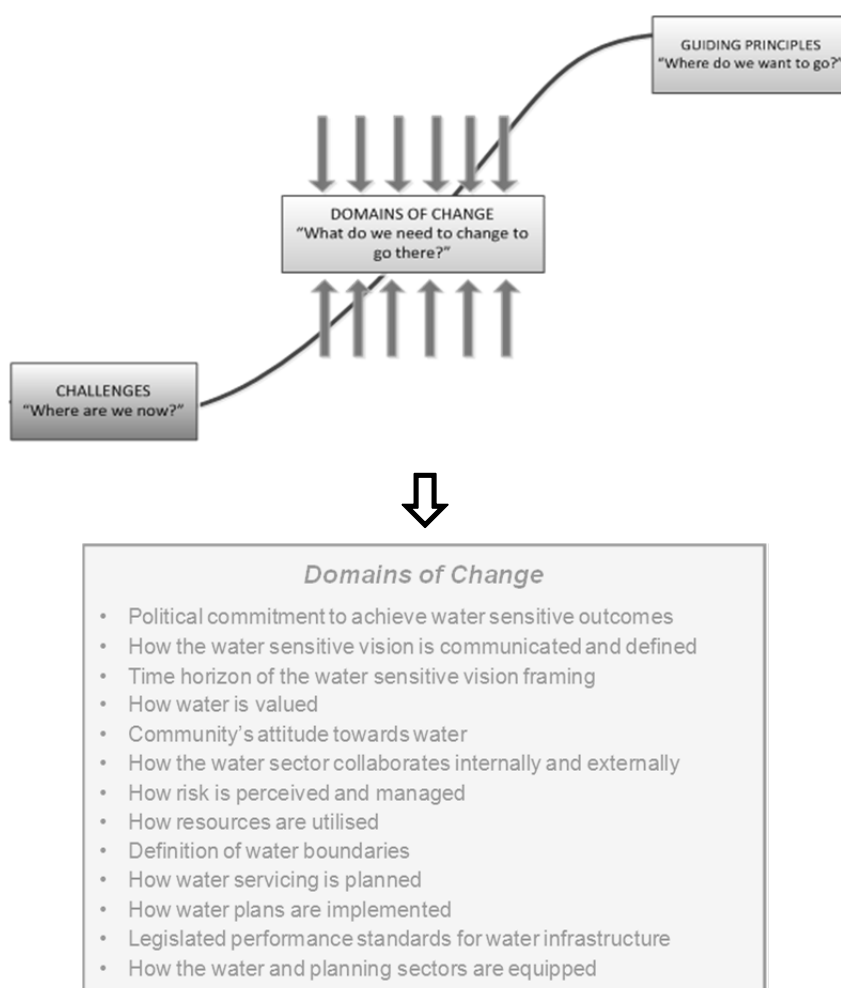 GUIDING PRINCIPLES
“Where do we want to go?”
DOMAINS OF CHANGE
“What do we need to change to
go there?”
CHALLENGES
“Where are we now?”
Domains of Change
• Political commitment to achieve water sensitive outcomes
• How the water sensitive vision is communicated and defined
• Time horizon of the water sensitive vision framing
• How water is valued
• Community’s attitude towards water
• How the water sector collaborates internally and externally
• How risk is perceived and managed
• How resources are utilised
• Definition of water boundaries
• How water servicing is planned
• How water plans are implemented
• Legislated performance standards for water infrastructure
• How the water and planning sectors are equipped